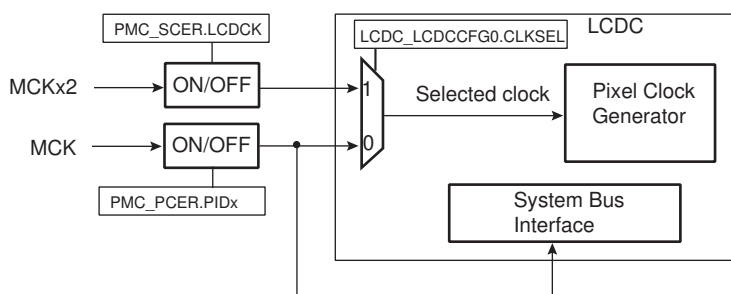 PMC_SCER.LCDCK
LCDC_LCDCCFG0.CLKSEL
LCDC
MCKx2
ON/OFF
1
Selected clock
Pixel Clock
Generator
MCK
ON/OFF
0
PMC_PCER.PIDx
System Bus
Interface